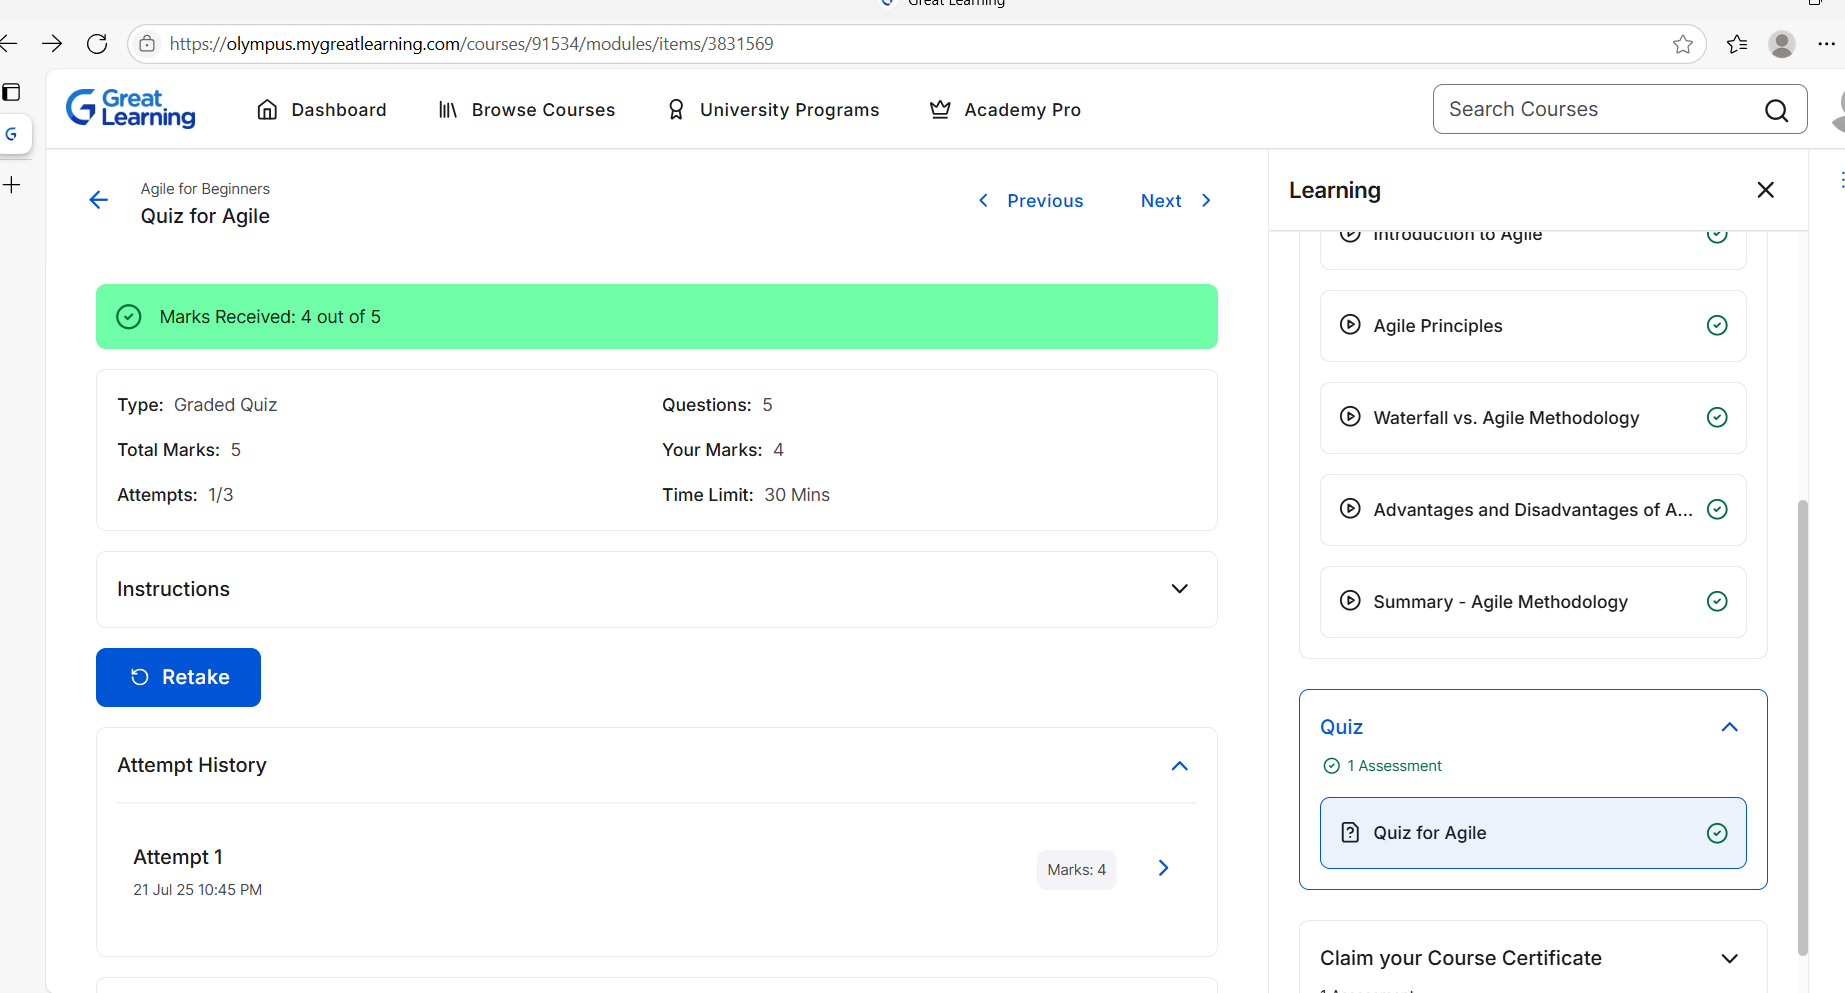 Great Learning
https://olympus.mygreatlearning.com/courses/91534/modules/items/3831569
Great
Learning
Dashboard
Browse Courses
University Programs
Academy Pro
Search Courses
Agile for Beginners
Quiz for Agile
Previous
Next
Marks Received: 4 out of 5
Type: Graded Quiz
Questions: 5
Total Marks: 5
Your Marks: 4
Attempts: 1/3
Time Limit: 30 Mins
Instructions
Retake
Attempt History
Attempt 1
21 Jul 25 10:45 PM
Marks: 4
Learning
Introduction to Agile
Agile Principles
Waterfall vs. Agile Methodology
Advantages and Disadvantages of A...
Summary - Agile Methodology
Quiz
1 Assessment
Quiz for Agile
Claim your Course Certificate
1 Assessment